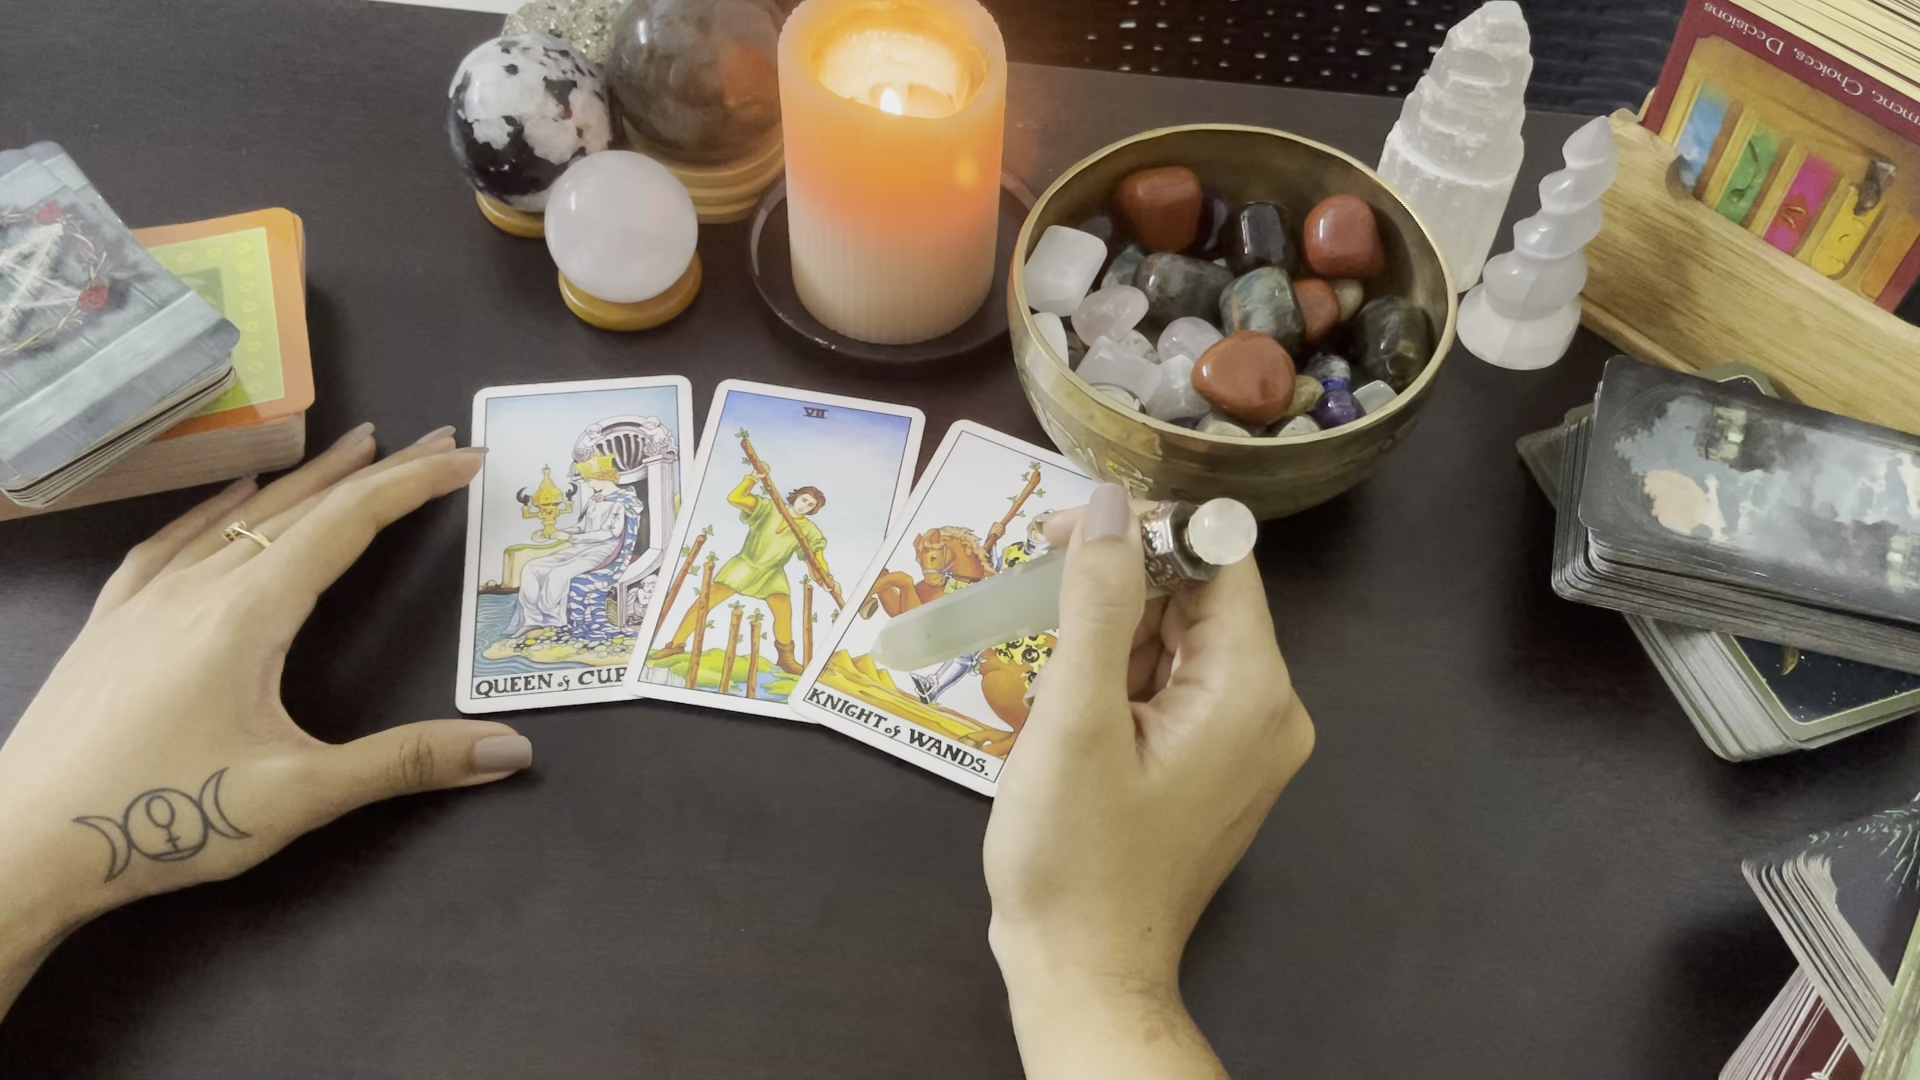 ment, Choices, Decisions
VII
QUEEN of CUP
KNIGHT of WANDS.